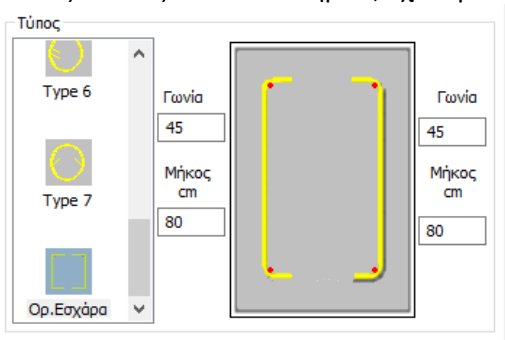 Τύπος
Type 6
Type 7
Ορ.Εσχάρα
Γωνία
45
Μήκος
cm
80
Γωνία
45
Μήκος
cm
80